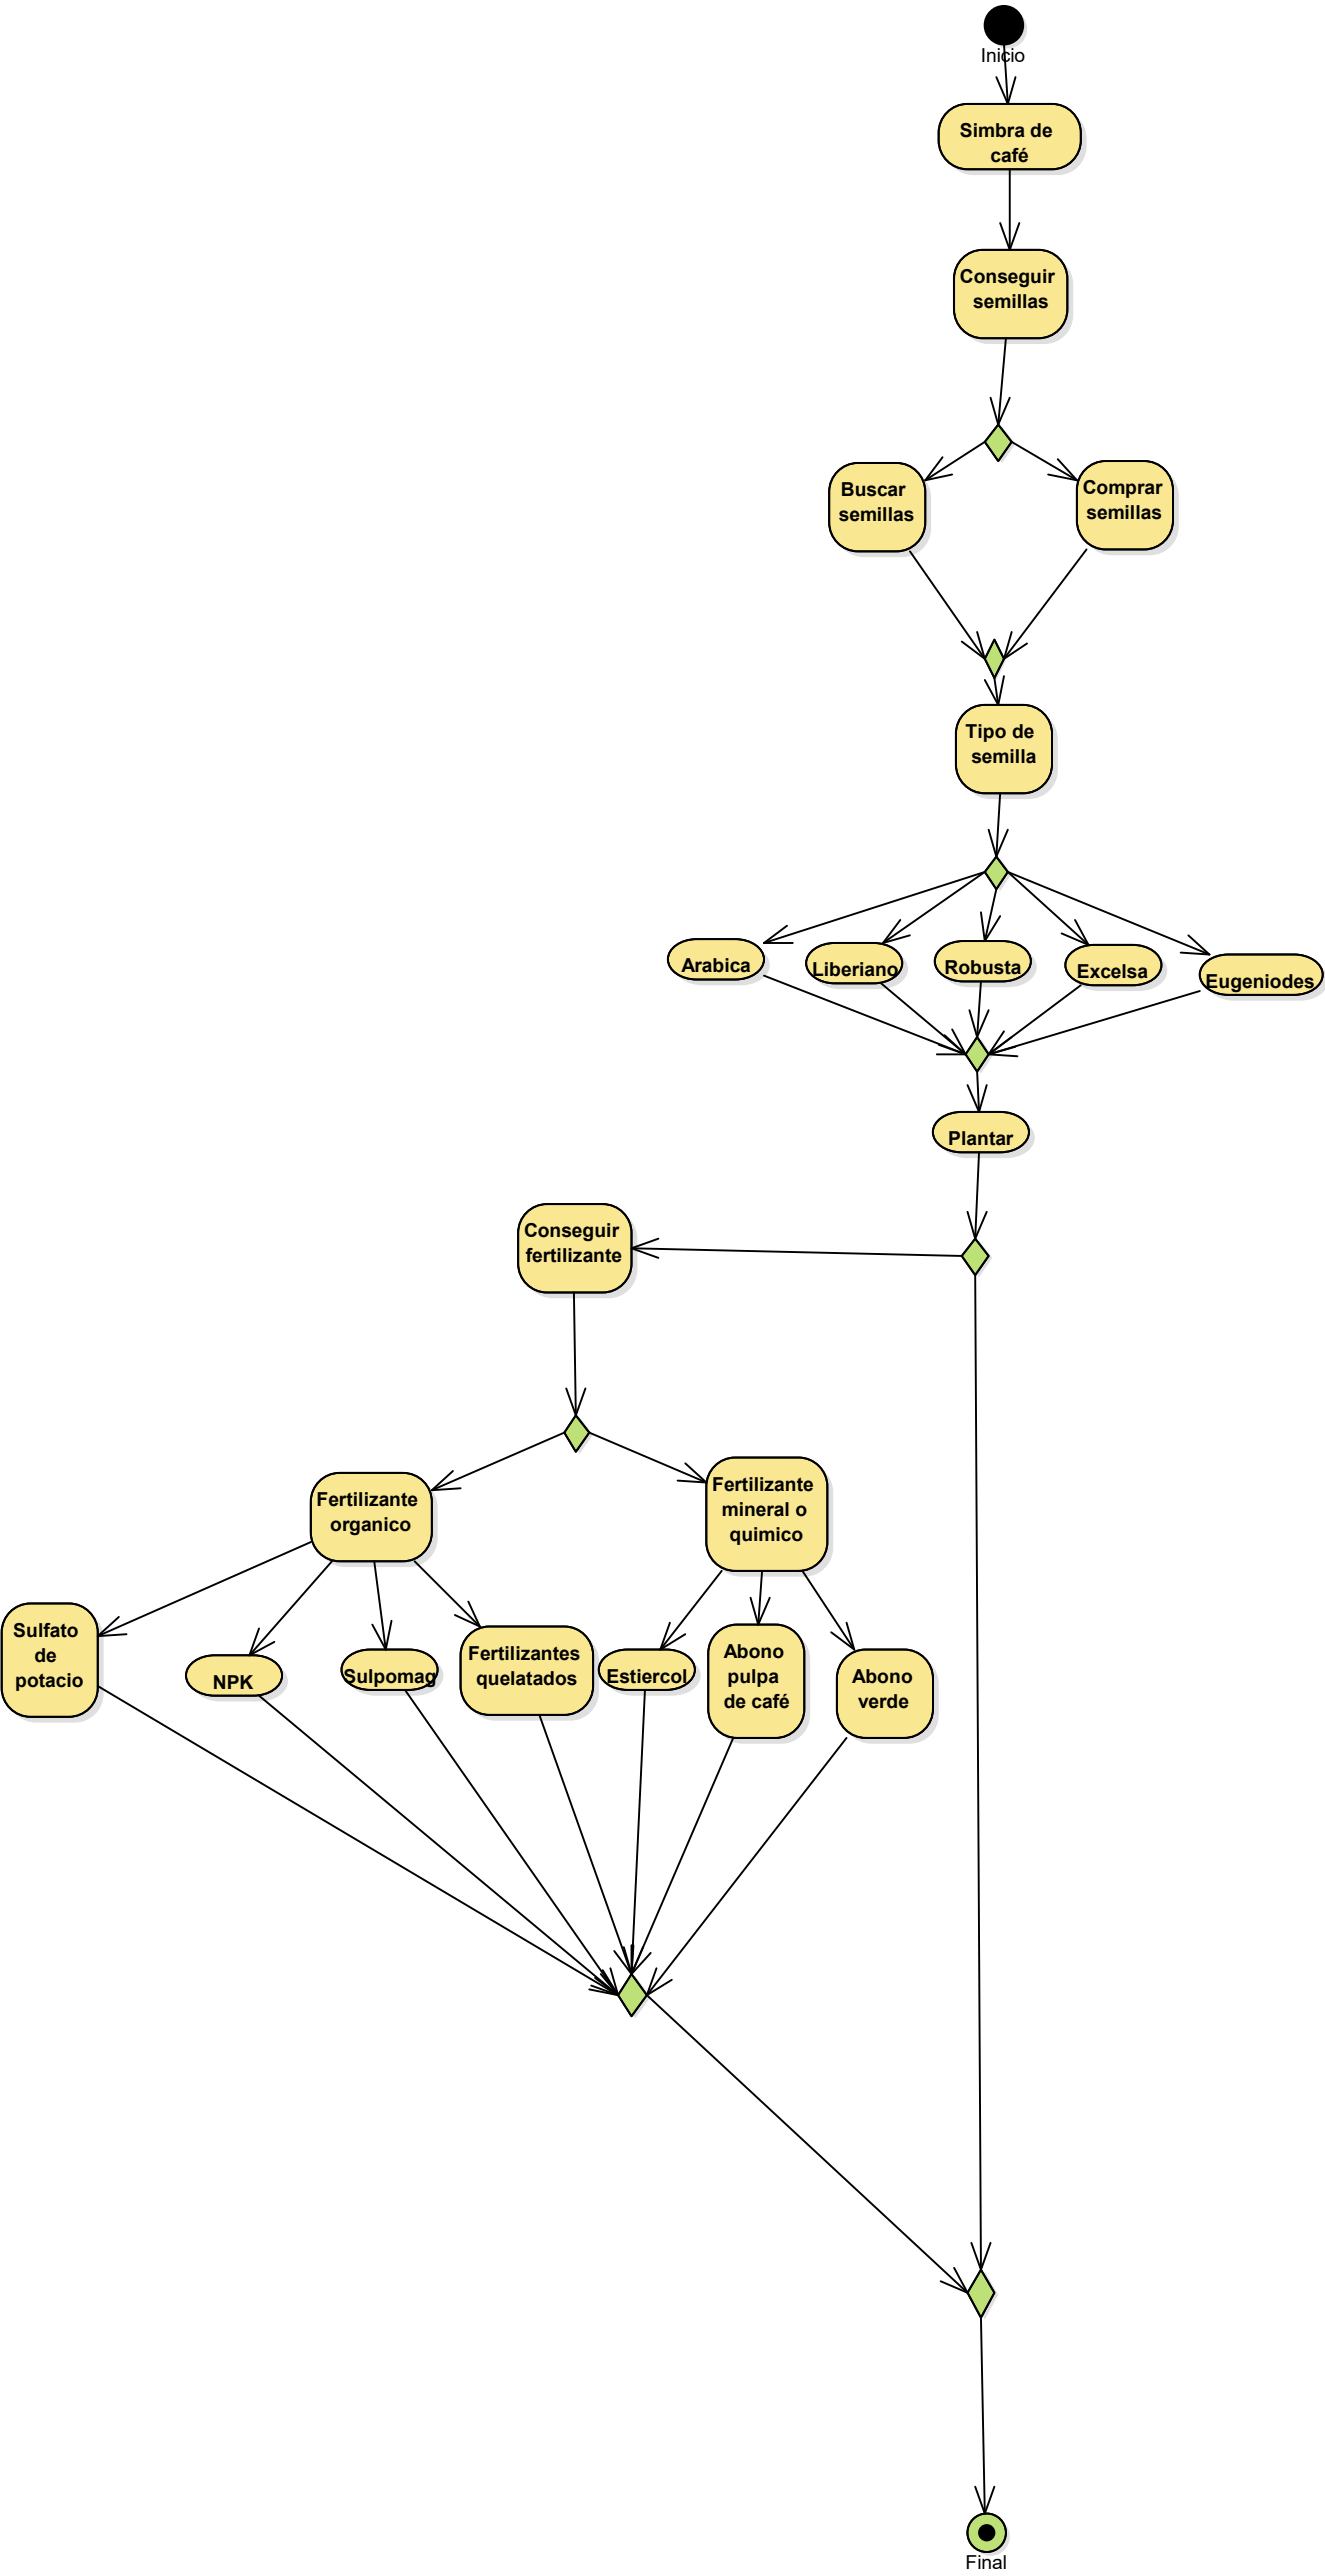 Inicio
Simbra de
café
Conseguir
semillas
Buscar
semillas
Comprar
semillas
Tipo de
semilla
Arabica
Liberiano
Robusta
Excelsa
Eugeniodes
Plantar
Conseguir
fertilizante
Fertilizante
organico
Fertilizante
mineral o
quimico
Sulfato
de
potacio
NPK
Sulpomag
Fertilizantes
quelatados
Estiercol
Abono
pulpa
de café
Abono
verde
Final